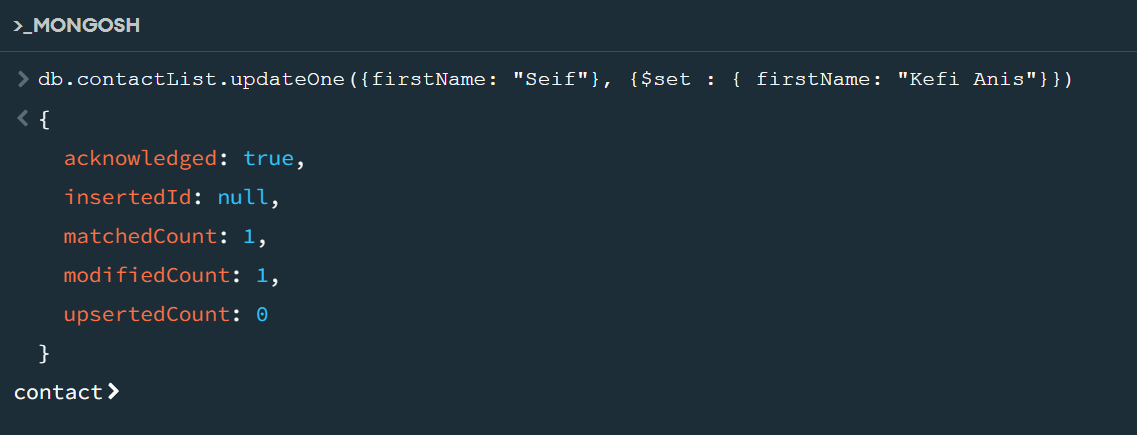 >_MONGOSH
> db.contactList.updateOne({firstName: "Seif"}, {$set : { firstName: "Kefi Anis"}})
< {
acknowledged: true,
insertedId: null,
matchedCount: 1,
modifiedCount: 1,
upsertedCount: 0
}
contact>